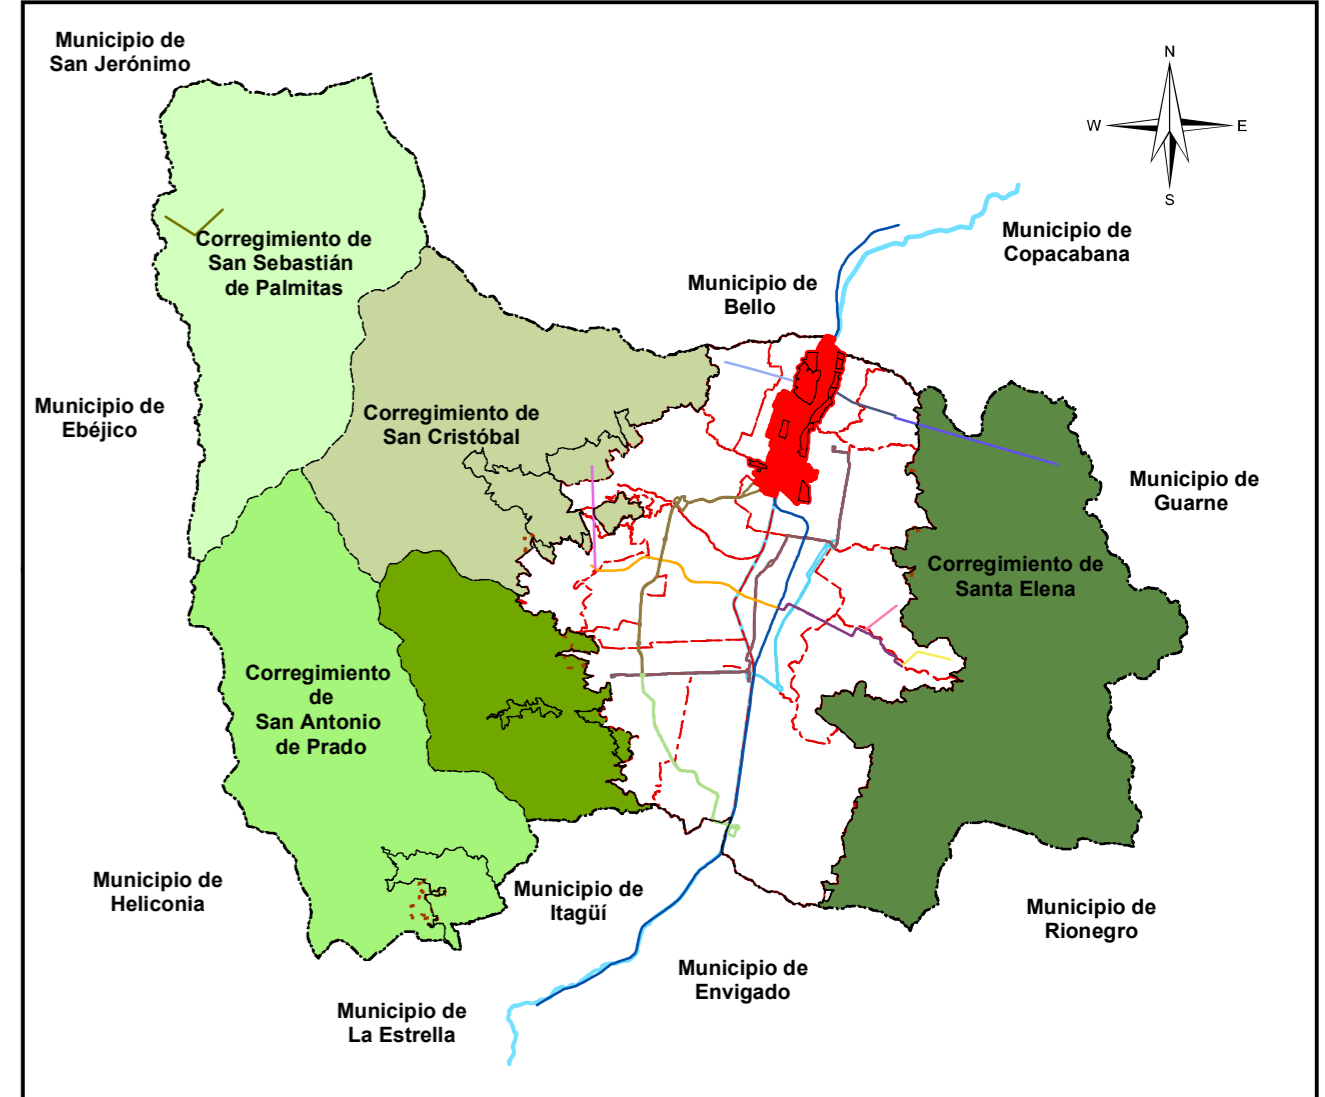 Municipio de
San Jerónimo
N
W
E
S
Municipio de
Copacabana
Corregimiento de
San Sebastián
de Palmitas
Municipio de
Bello
Municipio de
Ebéjico
Corregimiento de
San Cristóbal
Municipio de
Guarne
Corregimiento de
Santa Elena
Corregimiento
de
San Antonio
de Prado
Municipio de
Heliconia
Municipio de
Itagüí
Municipio de
Rionegro
Municipio de
Envigado
Municipio de
La Estrella